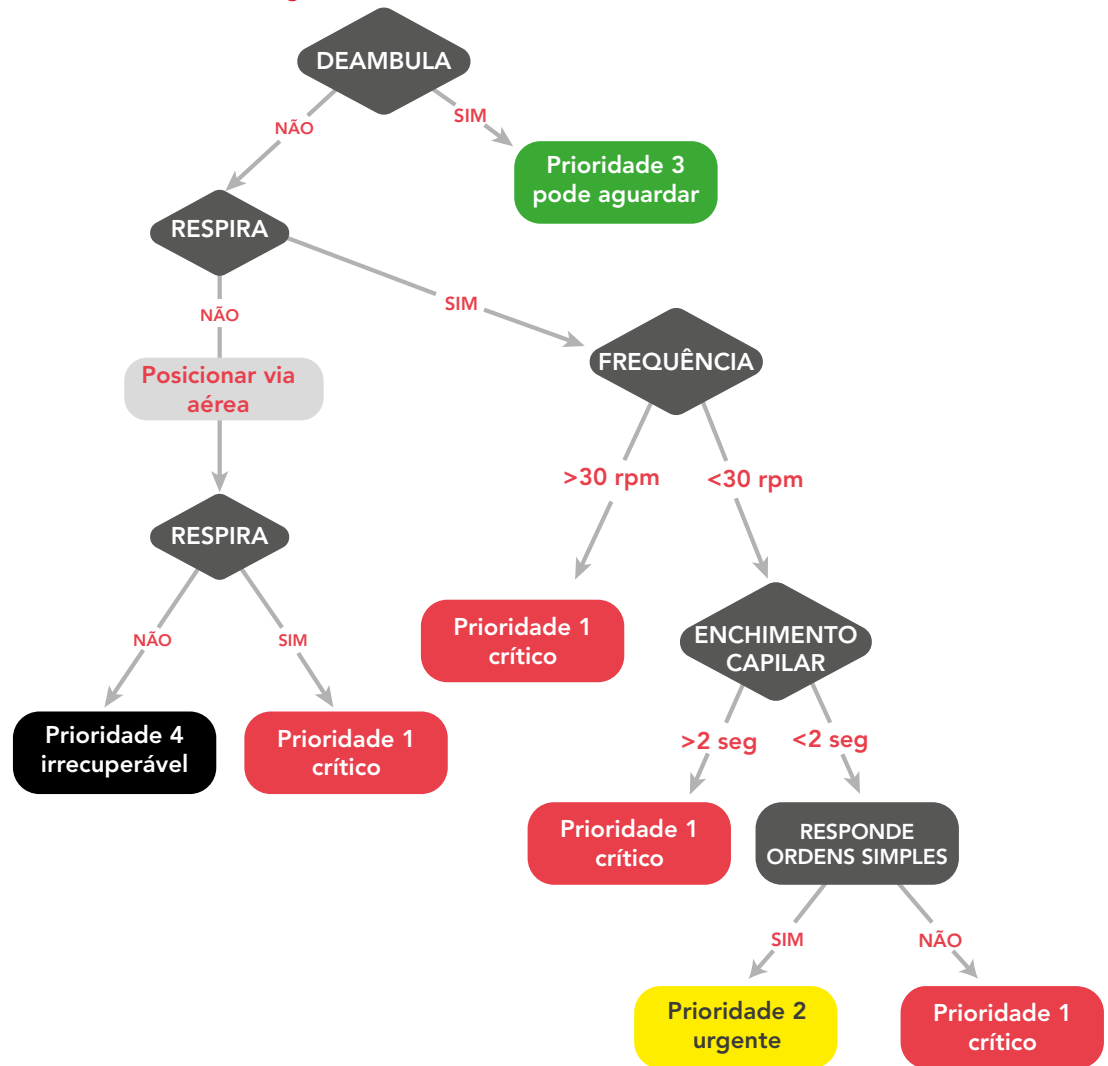 DEAMBULA
NÃO
SIM
Prioridade 3
pode aguardar
RESPIRA
NÃO
SIM
Posicionar via
aérea
FREQUÊNCIA
>30 rpm
<30 rpm
RESPIRA
NÃO
SIM
Prioridade 4
irrecuperável
Prioridade 1
crítico
Prioridade 1
crítico
ENCHIMENTO
CAPILAR
>2 seg
<2 seg
Prioridade 1
crítico
RESPONDE
ORDENS SIMPLES
SIM
NÃO
Prioridade 2
urgente
Prioridade 1
crítico